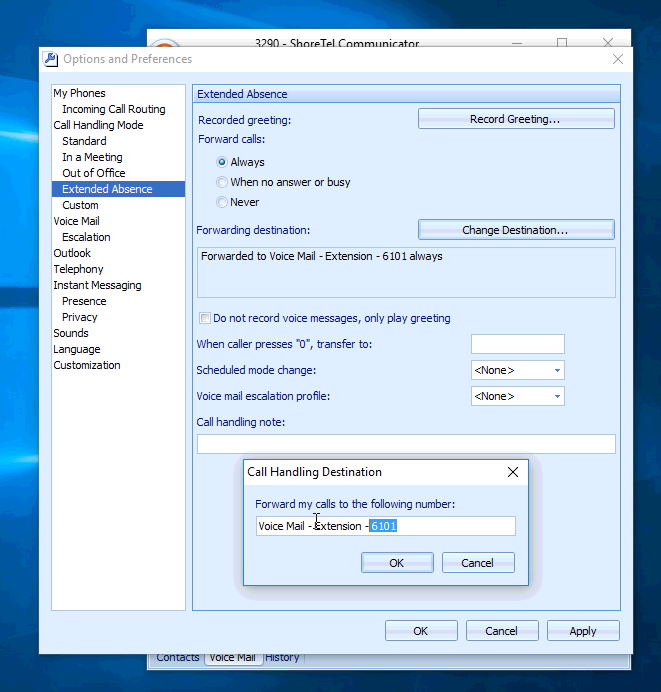 3290 - ShoreTel Communicator
Options and Preferences
My Phones
Incoming Call Routing
Call Handling Mode
Standard
In a Meeting
Out of Office
Extended Absence
Custom
Voice Mail
Escalation
Outlook
Telephony
Instant Messaging
Presence
Privacy
Sounds
Language
Customization
Extended Absence
Recorded greeting:
Record Greeting...
Forward calls:
Always
When no answer or busy
Never
Forwarding destination:
Change Destination...
Forwarded to Voice Mail - Extension - 6101 always
Do not record voice messages, only play greeting
When caller presses "0", transfer to:
Scheduled mode change:
<None>
Voice mail escalation profile:
<None>
Call handling note:
Call Handling Destination
Forward my calls to the following number:
Voice Mail - Extension - 6101
OK
Cancel
OK
Cancel
Apply
Contacts
Voice Mail
History